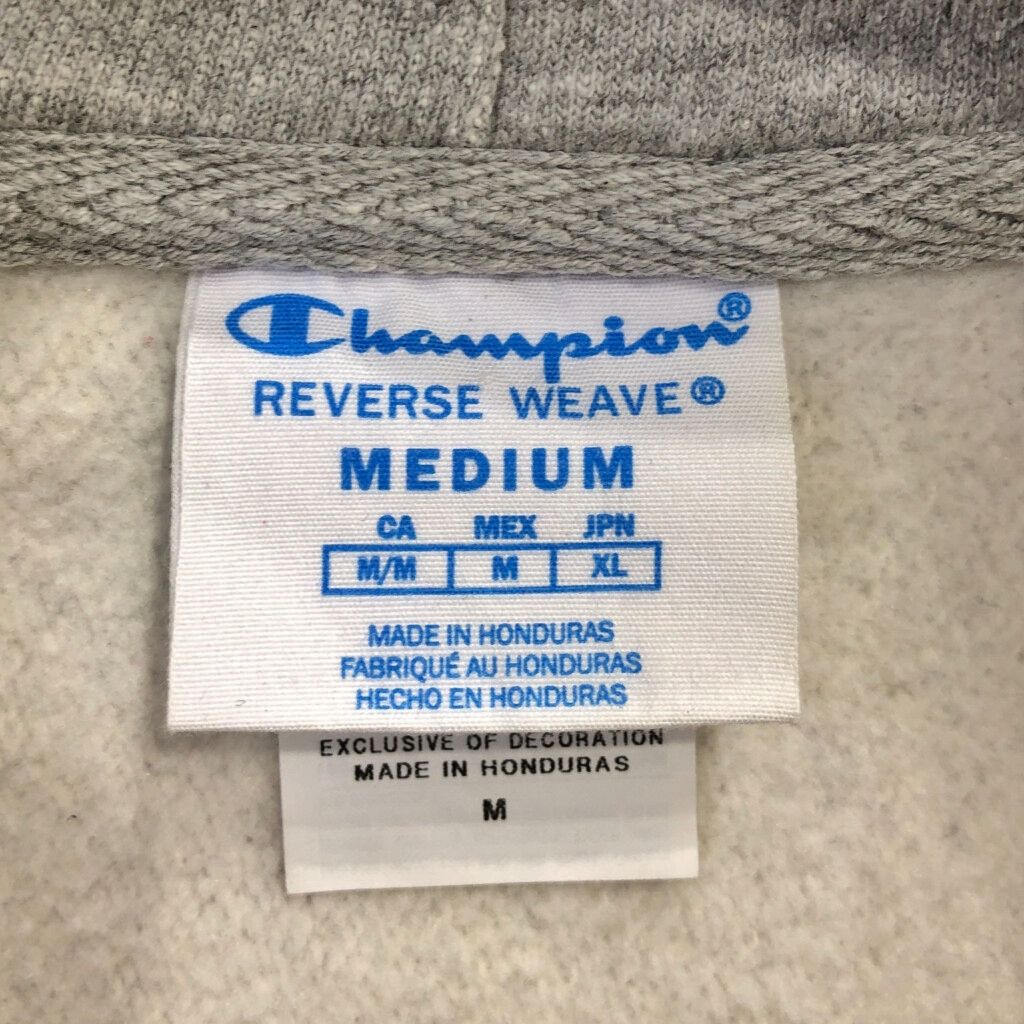 Champion®
REVERSE WEAVE®
MEDIUM
CA MEX JPN
M/M M XL
MADE IN HONDURAS
FABRIQUÉ AU HONDURAS
HECHO EN HONDURAS
EXCLUSIVE OF DECORATION
MADE IN HONDURAS
M